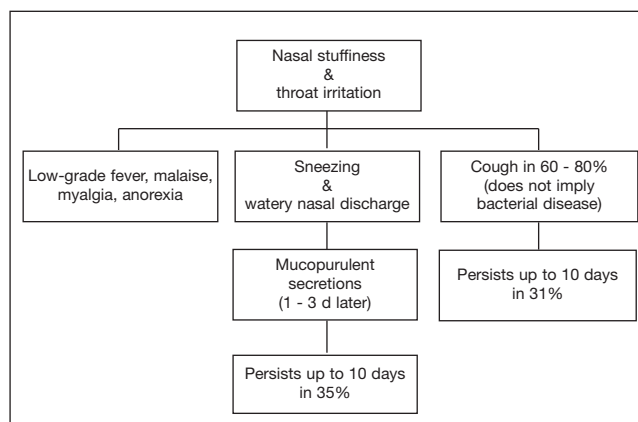 Nasal stuffiness
&
throat irritation
Low-grade fever, malaise,
myalgia, anorexia
Sneezing
&
watery nasal discharge
Cough in 60 - 80%
(does not imply
bacterial disease)
Mucopurulent
secretions
(1 - 3 d later)
Persists up to 10 days
in 31%
Persists up to 10 days
in 35%